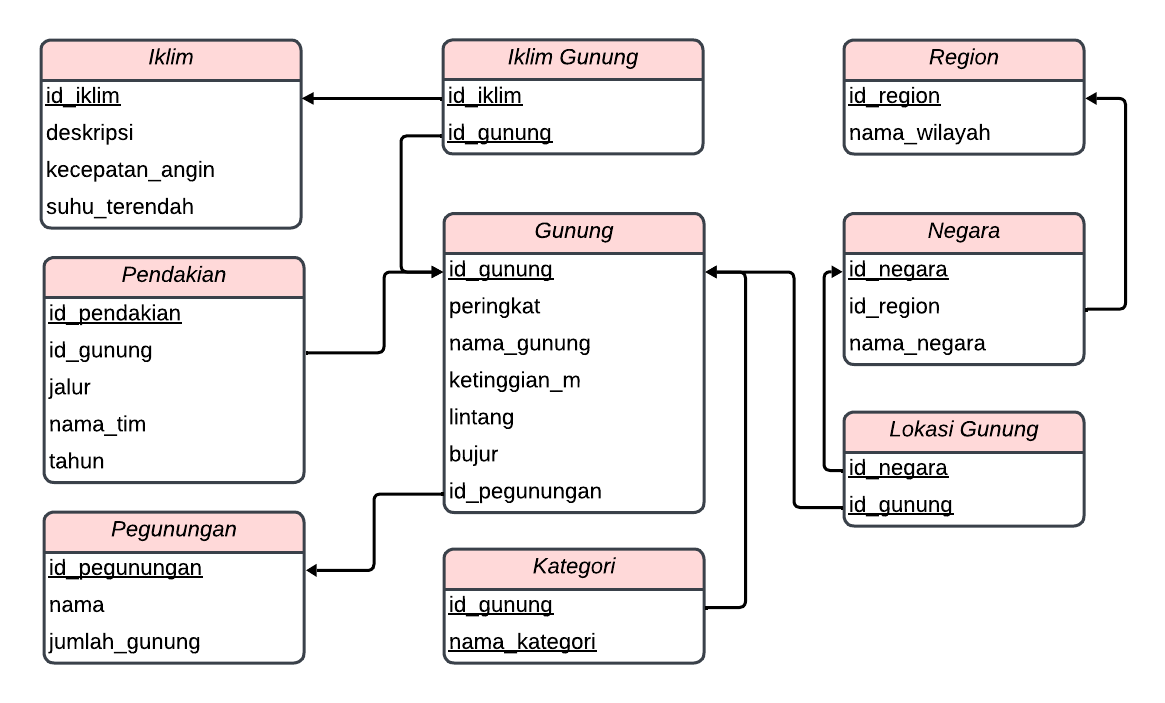 Iklim
id_iklim
deskripsi
kecepatan_angin
suhu_terendah
Iklim Gunung
id_iklim
id_gunung
Region
id_region
nama_wilayah
Pendakian
id_pendakian
id_gunung
jalur
nama_tim
tahun
Gunung
id_gunung
peringkat
nama_gunung
ketinggian_m
lintang
bujur
id_pegunungan
Negara
id_negara
id_region
nama_negara
Lokasi Gunung
id_negara
id_gunung
Pegunungan
id_pegunungan
nama
jumlah_gunung
Kategori
id_gunung
nama_kategori